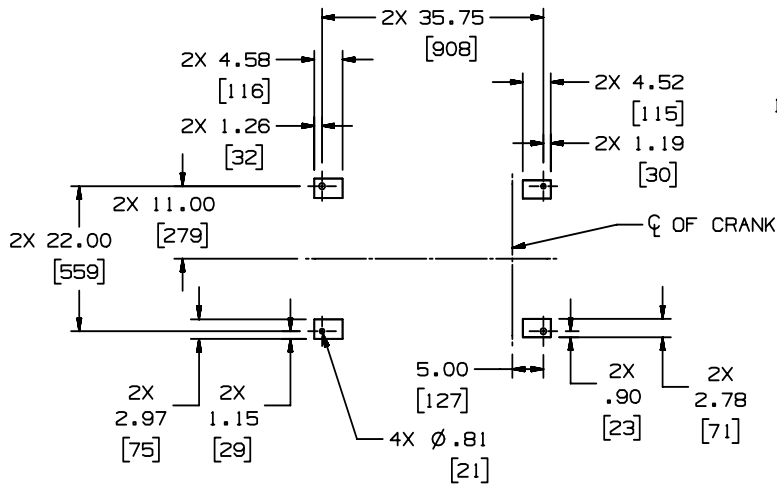 2X 35.75
[908]
2X 4.58
[116]
2X 4.52
[115]
2X 1.26
[32]
2X 1.19
[30]
2X 11.00
[279]
2X 22.00
[559]
℄ OF CRANK
5.00
[127]
2X
2.97
[75]
2X
1.15
[29]
2X
.90
[23]
2X
2.78
[71]
4X Ø.81
[21]